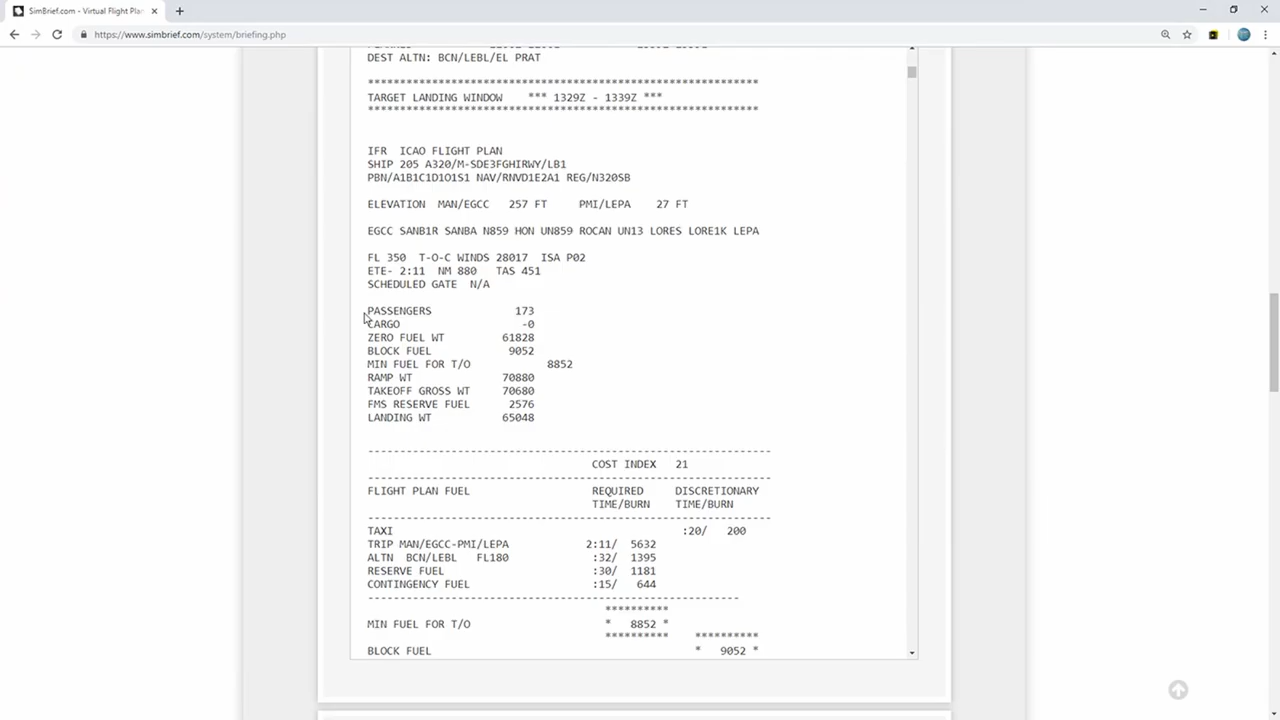 SimBrief.com - Virtual Flight Pla
https://www.simbrief.com/system/briefing.php
DEST ALTN: BCN/LEBL/EL PRAT
*************************************************************
TARGET LANDING WINDOW *** 1329Z - 1339Z ***
*************************************************************
IFR ICAO FLIGHT PLAN
SHIP 205 A320/M-SDE3FGHIRWY/LB1
PBN/A1B1C1D1O1S1 NAV/RNVD1E2A1 REG/N320SB
ELEVATION MAN/EGCC 257 FT PMI/LEPA 27 FT
EGCC SANB1R SANBA N859 HON UN859 ROCAN UN13 LORES LORE1K LEPA
FL 350 T-O-C WINDS 28017 ISA P02
ETE- 2:11 NM 880 TAS 451
SCHEDULED GATE N/A
PASSENGERS 173
CARGO -0
ZERO FUEL WT 61828
BLOCK FUEL 9052
MIN FUEL FOR T/O 8852
RAMP WT 70880
TAKEOFF GROSS WT 70680
FMS RESERVE FUEL 2576
LANDING WT 65048
---------------------------------------------------------------
COST INDEX 21
---------------------------------------------------------------
FLIGHT PLAN FUEL REQUIRED DISCRETIONARY
TIME/BURN TIME/BURN
---------------------------------------------------------------
TAXI :20/ 200
TRIP MAN/EGCC-PMI/LEPA 2:11/ 5632
ALTN BCN/LEBL FL180 :32/ 1395
RESERVE FUEL :30/ 1181
CONTINGENCY FUEL :15/ 644
----------------------------------------------------------
**********
MIN FUEL FOR T/O * 8852 *
********** **********
BLOCK FUEL * 9052 *